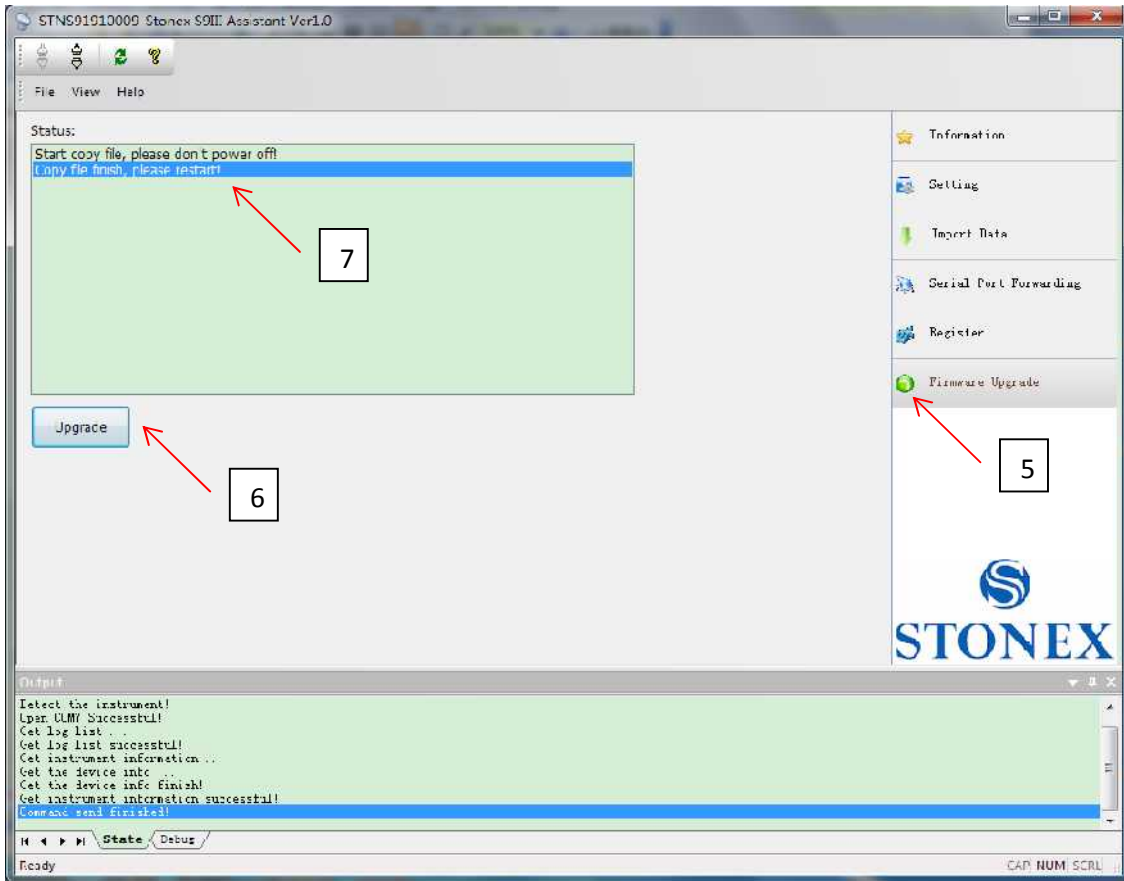 STNS91910009 Stonex S9III Assistant Ver1.0
File View Help
Status:
Start copy file, please don't power off!
Copy file finish, please restart!
7
Upgrade
6
Information
Setting
Import Data
Serial Port Forwarding
Register
Firmware Upgrade
5
STONEX
Output
Detect the instrument!
Open COM7 Successful!
Get log list ...
Get log list successful!
Get instrument information ..
Get the device info ..
Get the device info finish!
Get instrument information successful!
Command send finished!
State Debug
Ready
CAP NUM SCRL